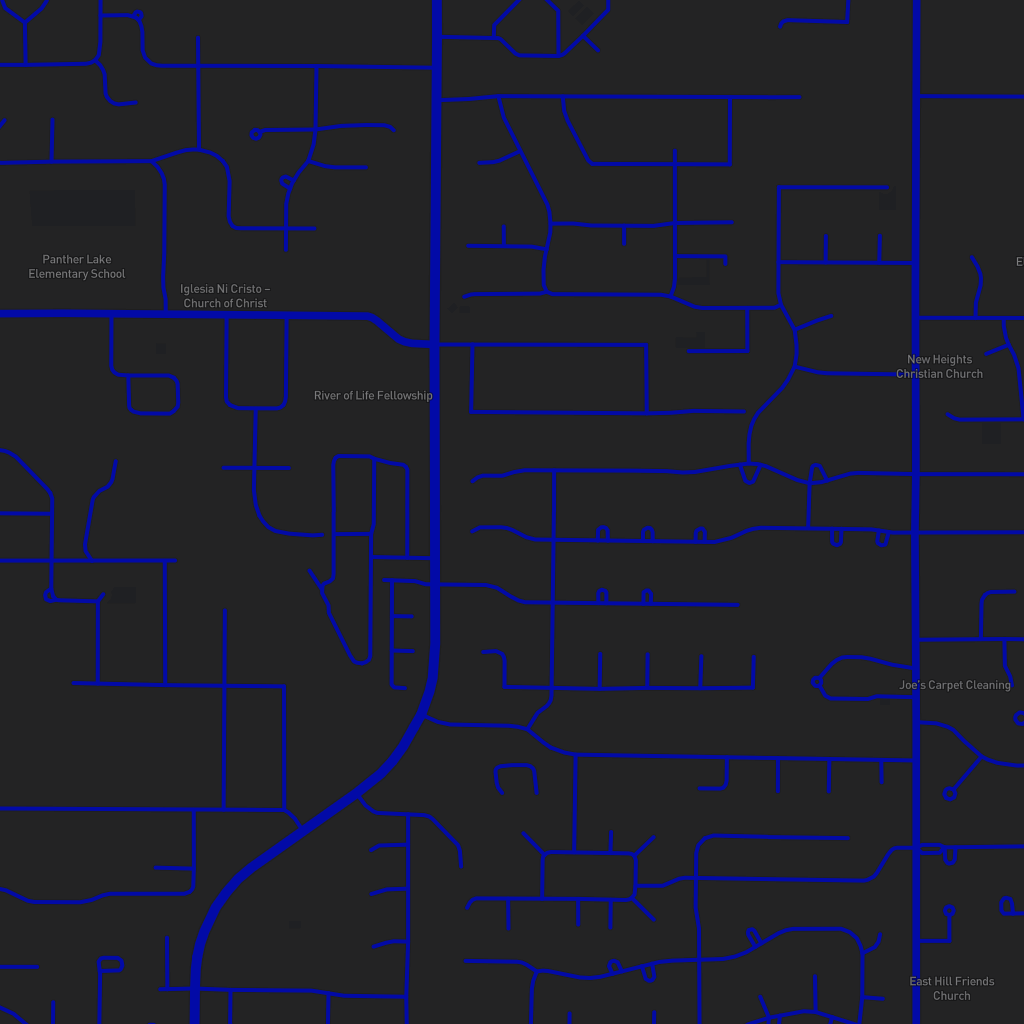 Panther Lake
Elementary School
Iglesia Ni Cristo –
Church of Christ
E
New Heights
Christian Church
River of Life Fellowship
Joe's Carpet Cleaning
East Hill Friends
Church